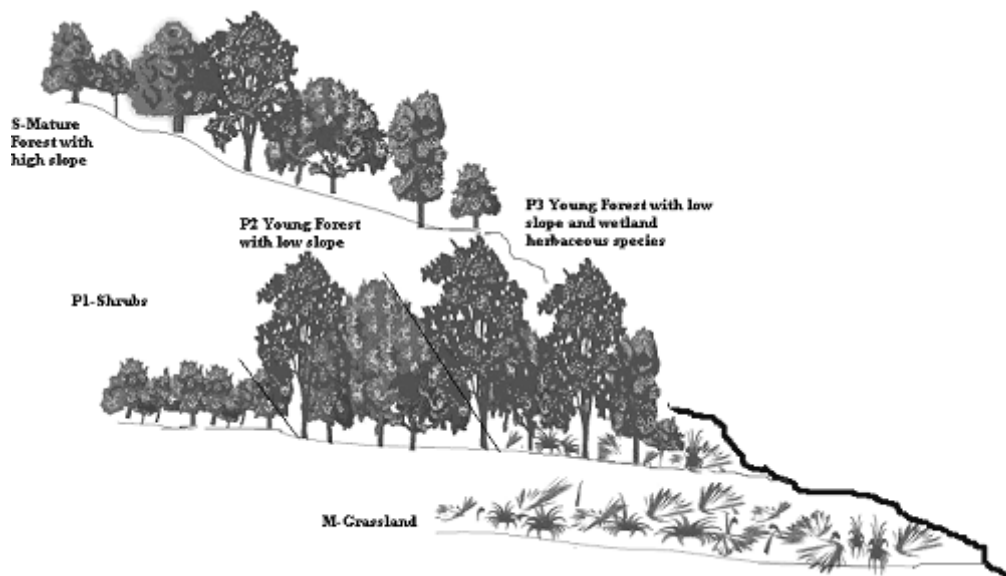 S-Mature
Forest with
high slope
P2 Young Forest
with low slope
P3 Young Forest with low
slope and wetland
herbaceous species
P1-Shrubs
M-Grassland